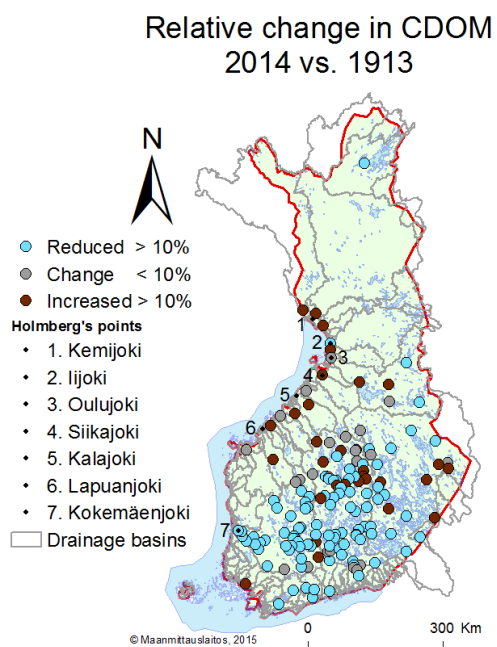 Relative change in CDOM
2014 vs. 1913
N
Reduced > 10%
Change < 10%
Increased > 10%
Holmberg's points
1. Kemijoki
2. Iijoki
3. Oulujoki
4. Siikajoki
5. Kalajoki
6. Lapuanjoki
7. Kokemäenjoki
Drainage basins
1
2
3
4
5
6
7
© Maanmittauslaitos, 2015
0 300 Km